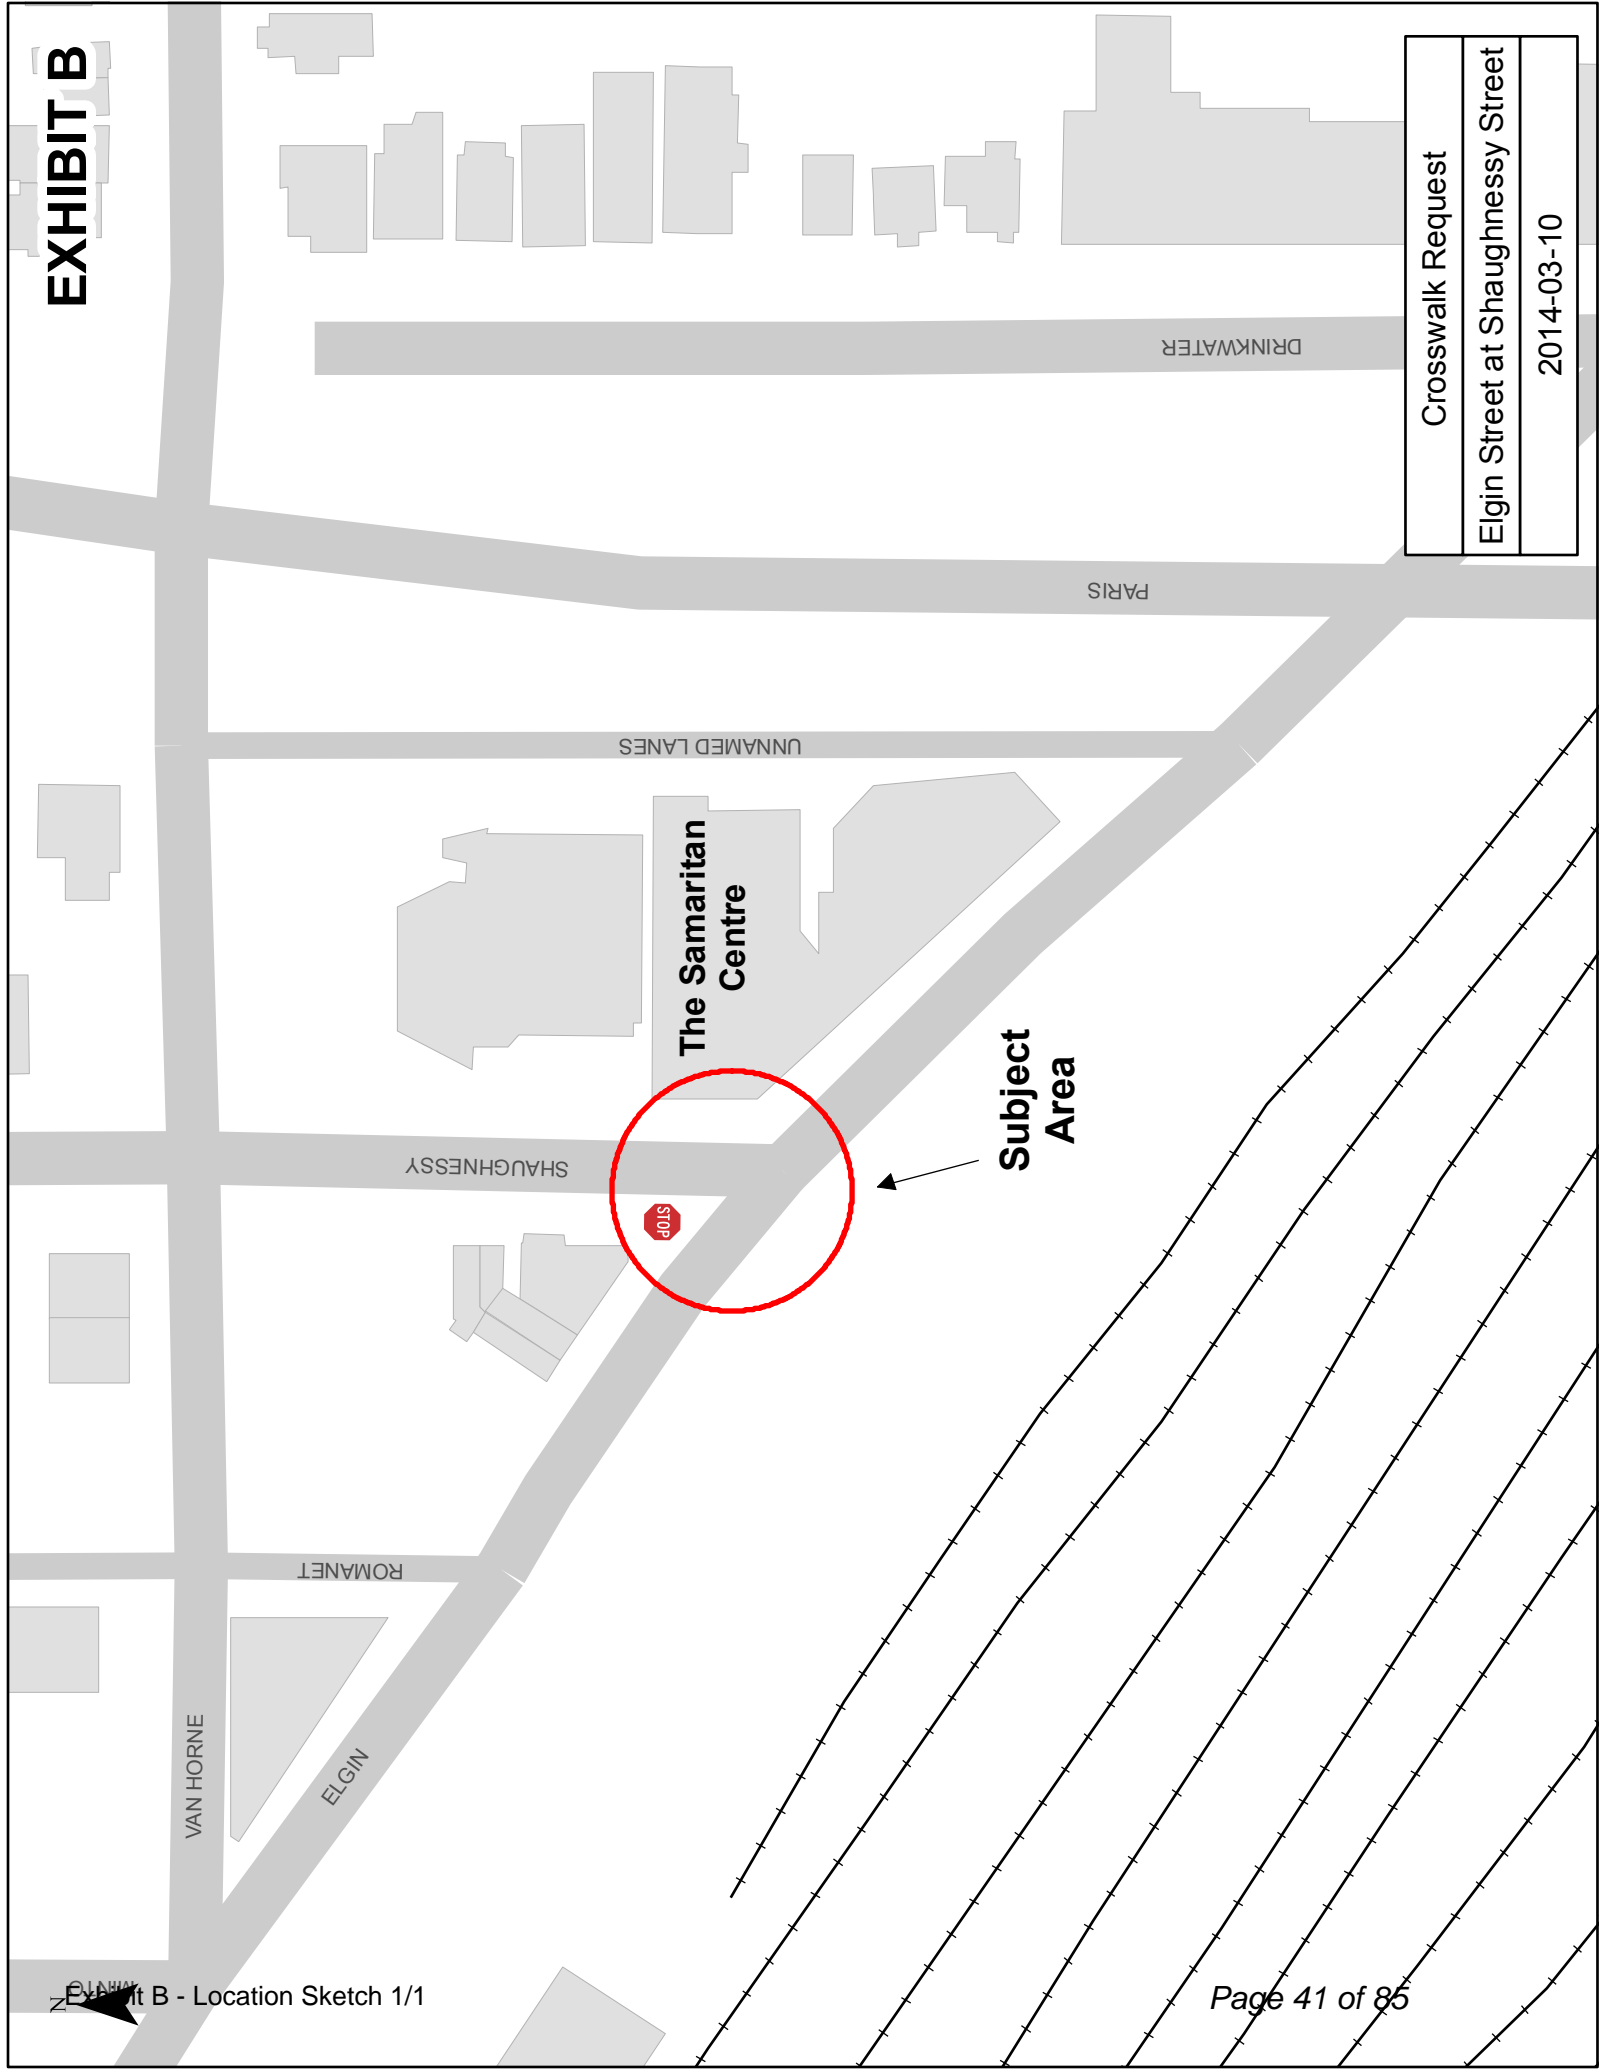 EXHIBIT B
Crosswalk Request
Elgin Street at Shaughnessy Street
2014-03-10
DRINKWATER
PARIS
UNNAMED LANES
The Samaritan
Centre
Subject
Area
SHAUGHNESSY
STOP
ROMANET
VAN HORNE
ELGIN
MINTO
N
Exhibit B - Location Sketch 1/1
Page 41 of 85